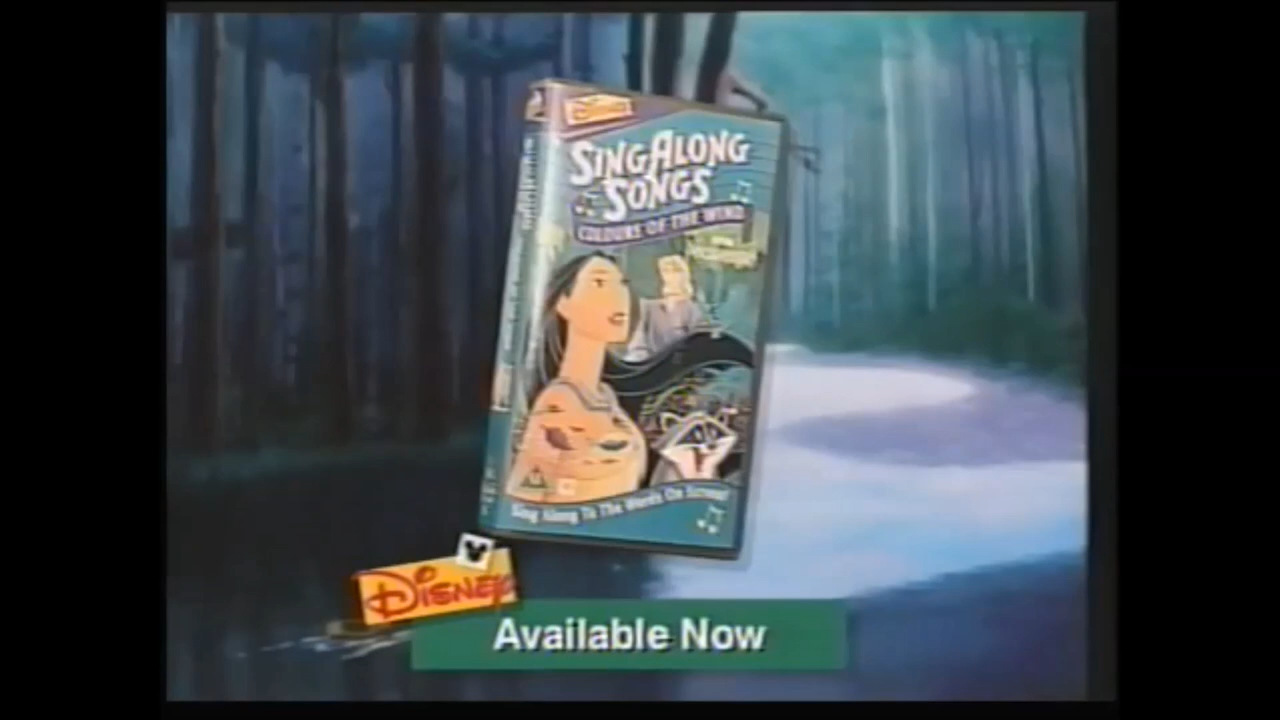 Disney
SING ALONG
SONGS
COLOURS OF THE WIND
Sing Along To The Words On Screen!
Disney
Available Now